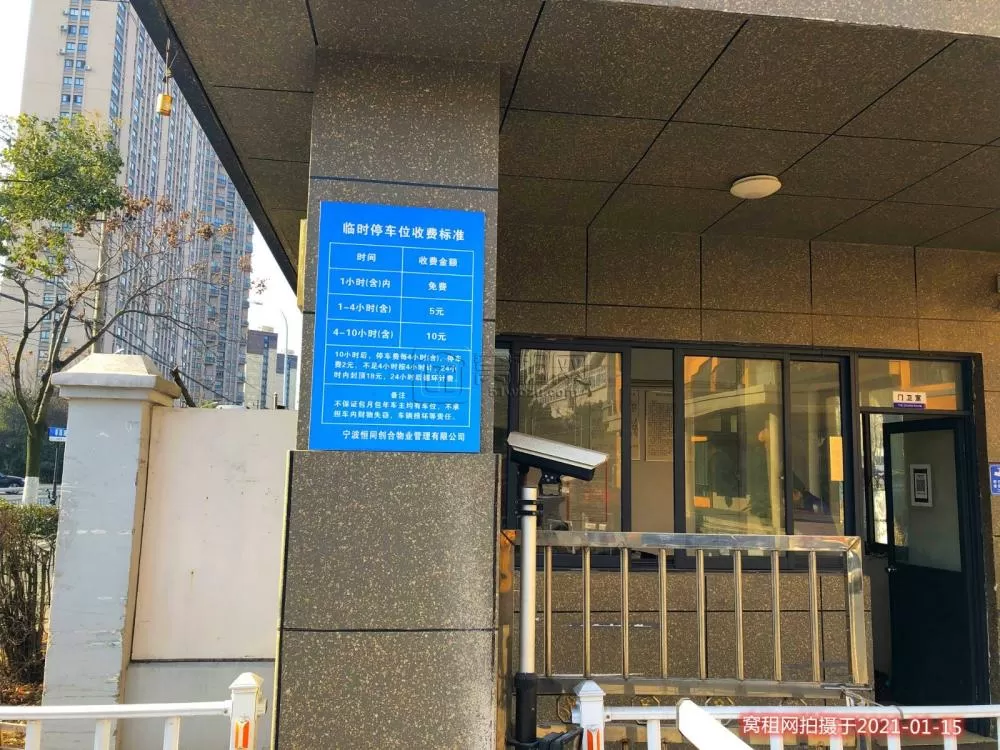 临时停车位收费标准
时间 收费金额
1小时(含)内 免费
1-4小时(含) 5元
4-10小时(含) 10元
10小时后，停车费每4小时(含)，停车
费2元，不足4小时按4小时计，24小
时内封顶18元，24小时后循环计费。
备注
不保证包月包年车主均有车位，不承
担车内财物失窃，车辆损坏等责任。
宁波恒同创合物业管理有限公司
门卫室
窝租网拍摄于2021-01-15